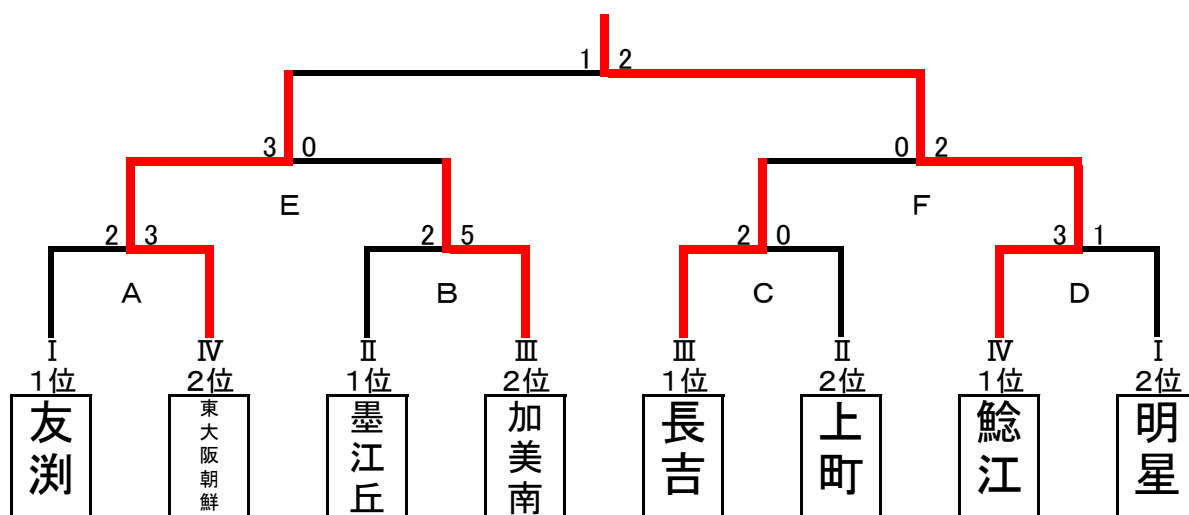 1 2
3 0
0 2
E
F
2 3
2 5
2 0
3 1
A
B
C
D
Ⅰ
Ⅳ
Ⅱ
Ⅲ
Ⅲ
Ⅱ
Ⅳ
Ⅰ
1位
2位
1位
2位
1位
2位
1位
2位
友渕
東大阪朝鮮
墨江丘
加美南
長吉
上町
鯰江
明星